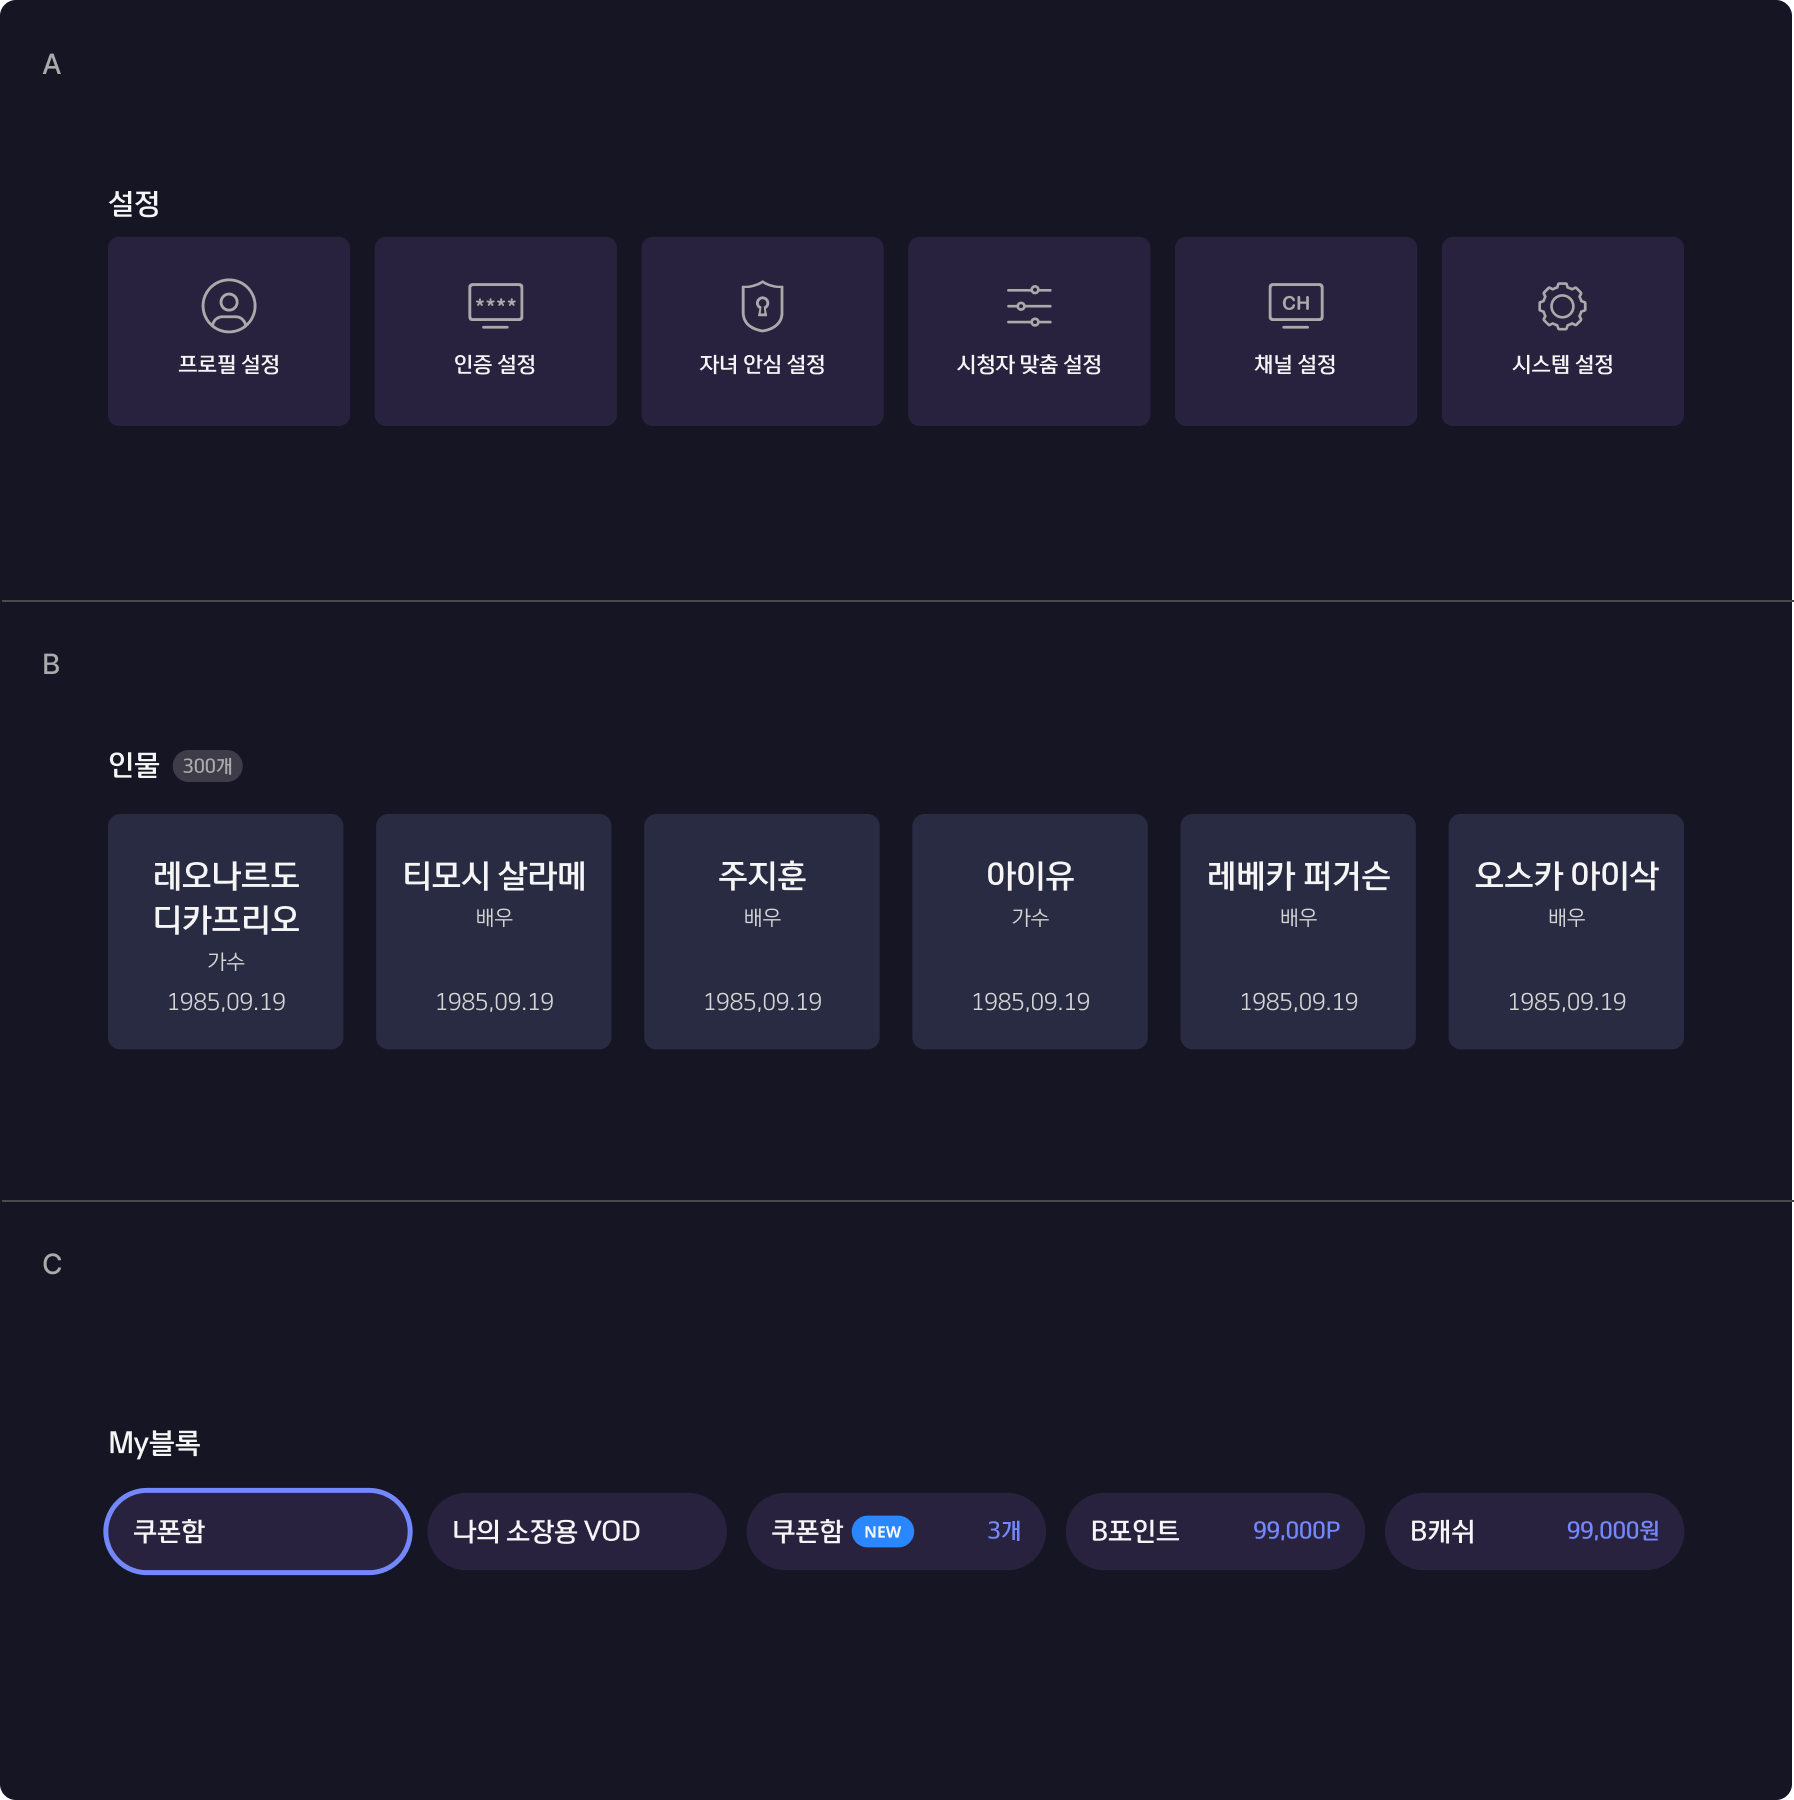 A
설정
****
CH
프로필 설정
인증 설정
자녀 안심 설정
시청자 맞춤 설정
채널 설정
시스템 설정
B
인물 300개
레오나르도
디카프리오
가수
1985,09.19
티모시 살라메
배우
1985,09.19
주지훈
배우
1985,09.19
아이유
가수
1985,09.19
레베카 퍼거슨
배우
1985,09.19
오스카 아이삭
배우
1985,09.19
C
My블록
쿠폰함
나의 소장용 VOD
쿠폰함 NEW 3개
B포인트 99,000P
B캐쉬 99,000원